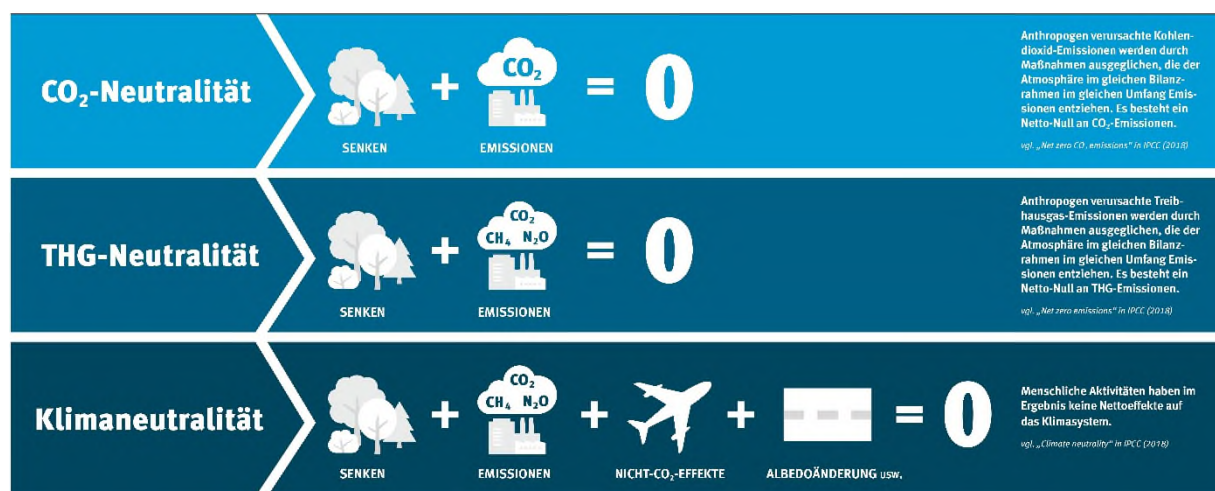 CO₂-Neutralität
CO₂
+
=
0
SENKEN
EMISSIONEN
Anthropogen verursachte Kohlen-
dioxid-Emissionen werden durch
Maßnahmen ausgeglichen, die der
Atmosphäre im gleichen Bilanz-
rahmen im gleichen Umfang Emis-
sionen entziehen. Es besteht ein
Netto-Null an CO₂-Emissionen.
vgl. „Net zero CO₂ emissions“ in IPCC (2018)
THG-Neutralität
CO₂
CH₄ N₂O
+
=
0
SENKEN
EMISSIONEN
Anthropogen verursachte Treib-
hausgas-Emissionen werden durch
Maßnahmen ausgeglichen, die der
Atmosphäre im gleichen Bilanz-
rahmen im gleichen Umfang Emis-
sionen entziehen. Es besteht ein
Netto-Null an THG-Emissionen.
vgl. „Net zero emissions“ in IPCC (2018)
Klimaneutralität
CO₂
CH₄ N₂O
+
+
+
=
0
SENKEN
EMISSIONEN
NICHT-CO₂-EFFEKTE
ALBEDOÄNDERUNG USW.
Menschliche Aktivitäten haben im
Ergebnis keine Nettoeffekte auf
das Klimasystem.
vgl. „Climate neutrality“ in IPCC (2018)